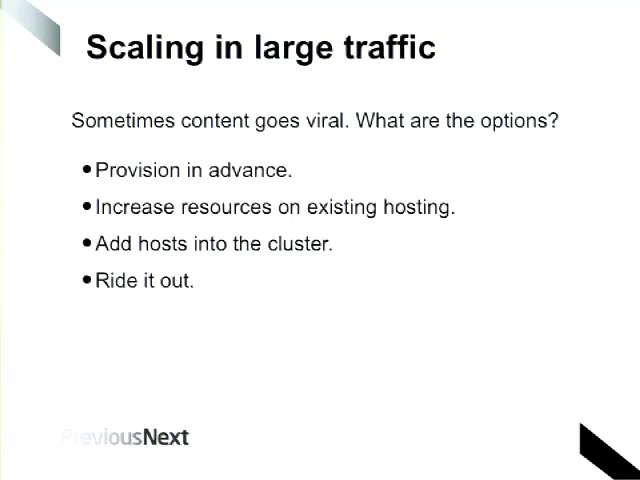 Scaling in large traffic
Sometimes content goes viral. What are the options?
•Provision in advance.
•Increase resources on existing hosting.
•Add hosts into the cluster.
•Ride it out.
PreviousNext